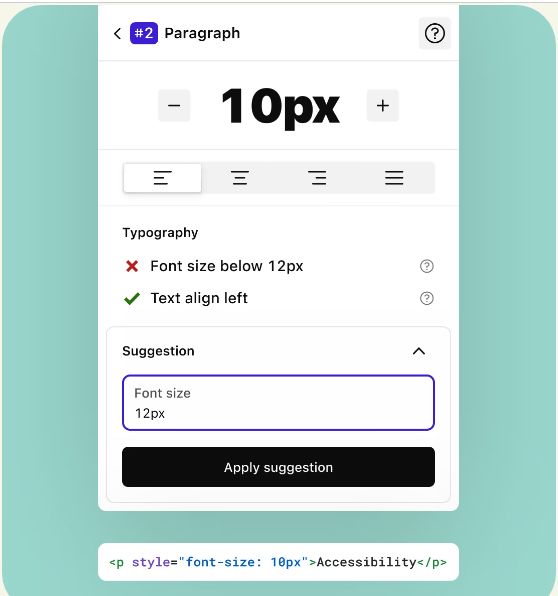 #2 Paragraph ?
10px
Typography
Font size below 12px ?
Text align left ?
Suggestion
Font size
12px
Apply suggestion
<p style="font-size: 10px">Accessibility</p>